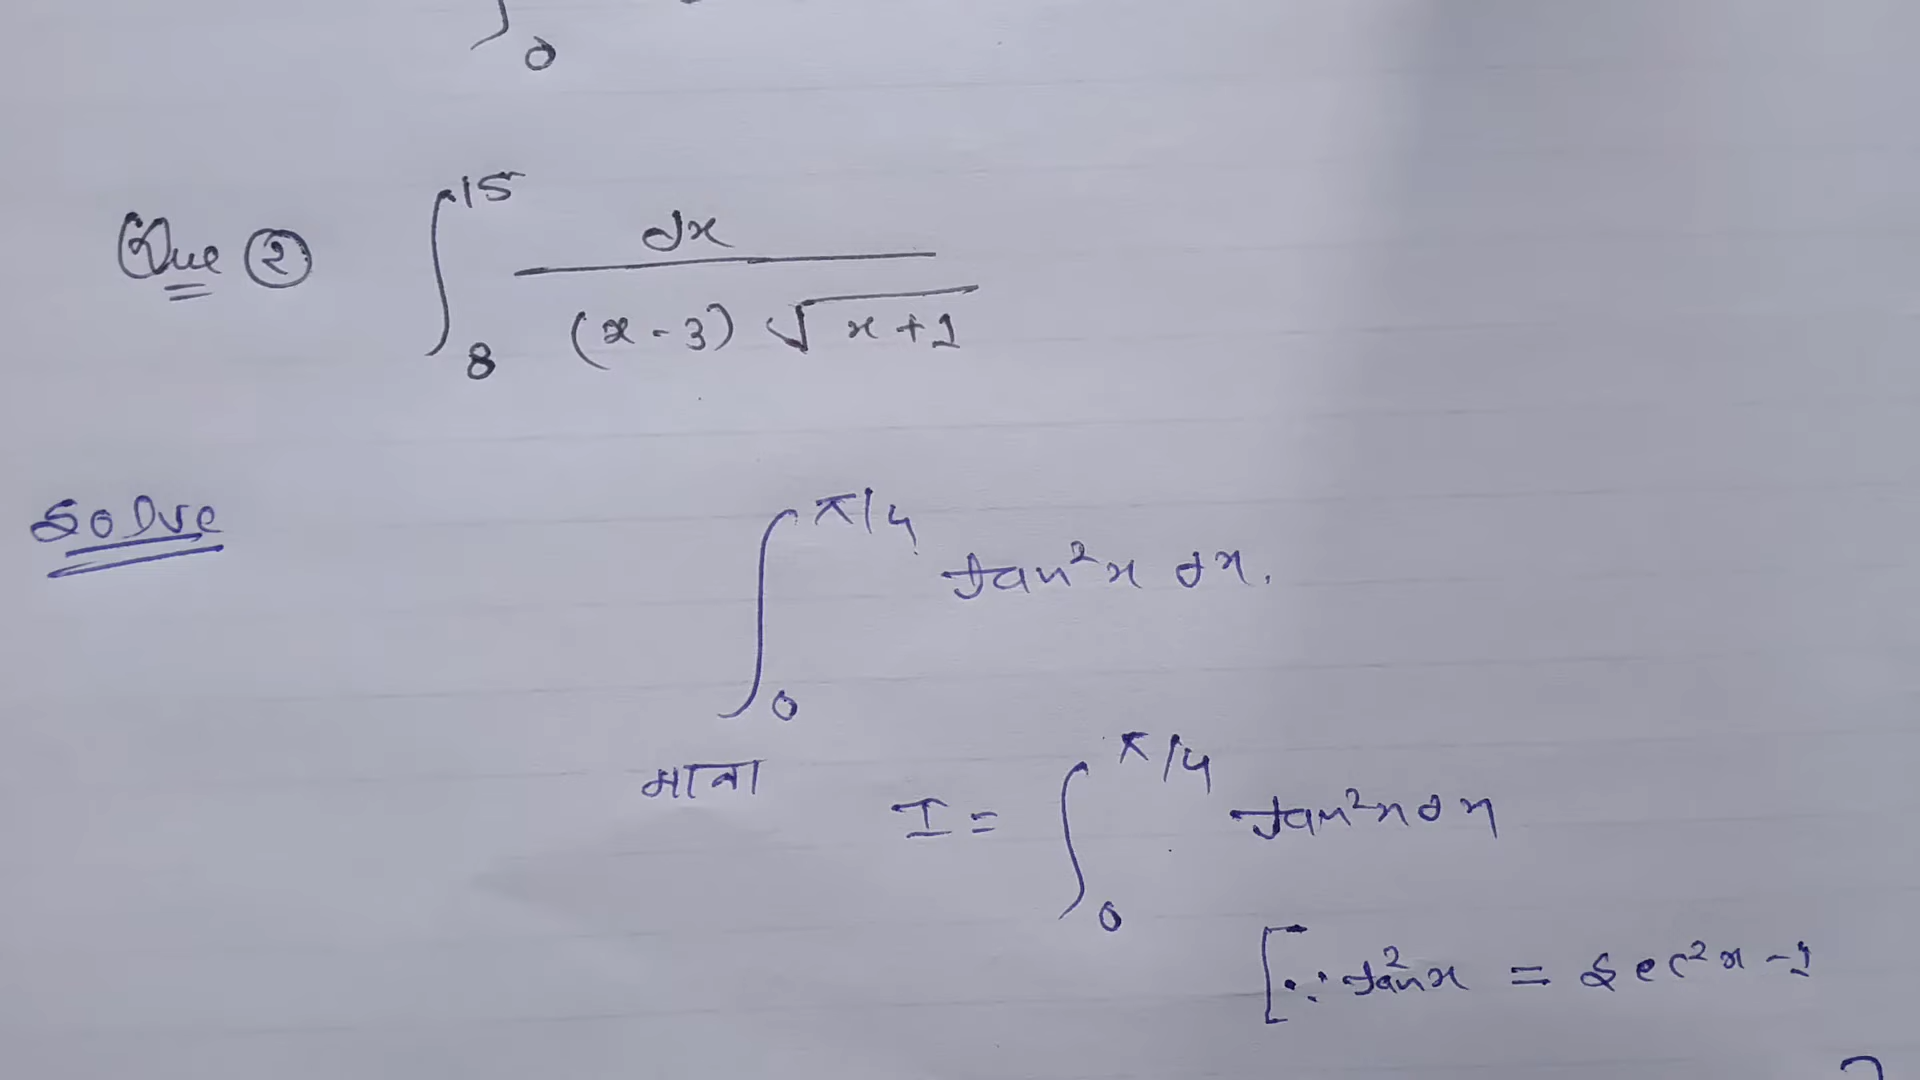 ∫₀
Que ② ∫₈¹⁵ dx / (x-3) √x+1
Solve ∫₀^π/4 tan²x dx.
माना I = ∫₀^π/4 tan²x dx
[∵ tan²x = sec²x -1